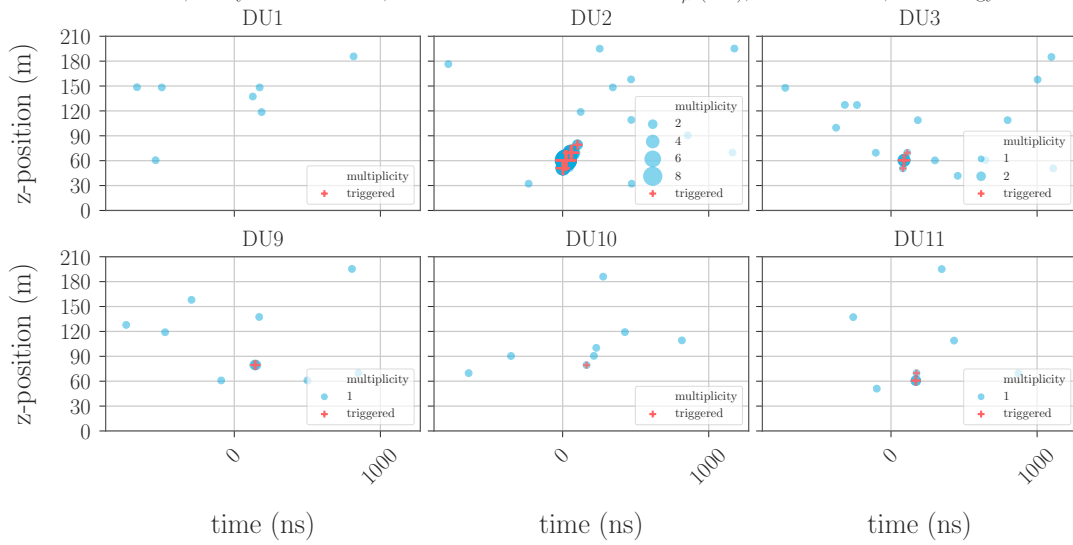 DU1 DU2 DU3
210
180
150
120
90
60
30
0
z-position (m)
multiplicity
triggered
multiplicity
2
4
6
8
triggered
multiplicity
1
2
triggered
DU9 DU10 DU11
210
180
150
120
90
60
30
0
z-position (m)
multiplicity
1
triggered
multiplicity
triggered
multiplicity
1
triggered
0 1000 0 1000 0 1000
time (ns) time (ns) time (ns)